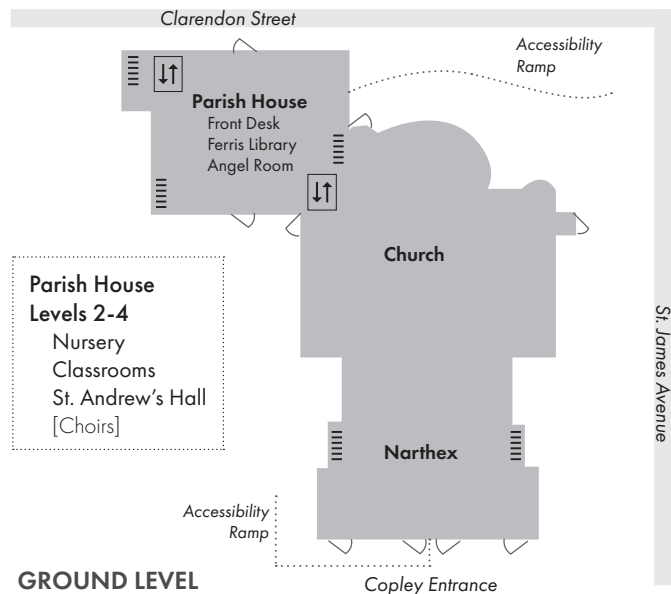 Clarendon Street
Accessibility
Ramp
Parish House
Front Desk
Ferris Library
Angel Room
Church
Parish House
Levels 2-4
Nursery
Classrooms
St. Andrew’s Hall
[Choirs]
St. James Avenue
Narthex
Accessibility
Ramp
GROUND LEVEL
Copley Entrance